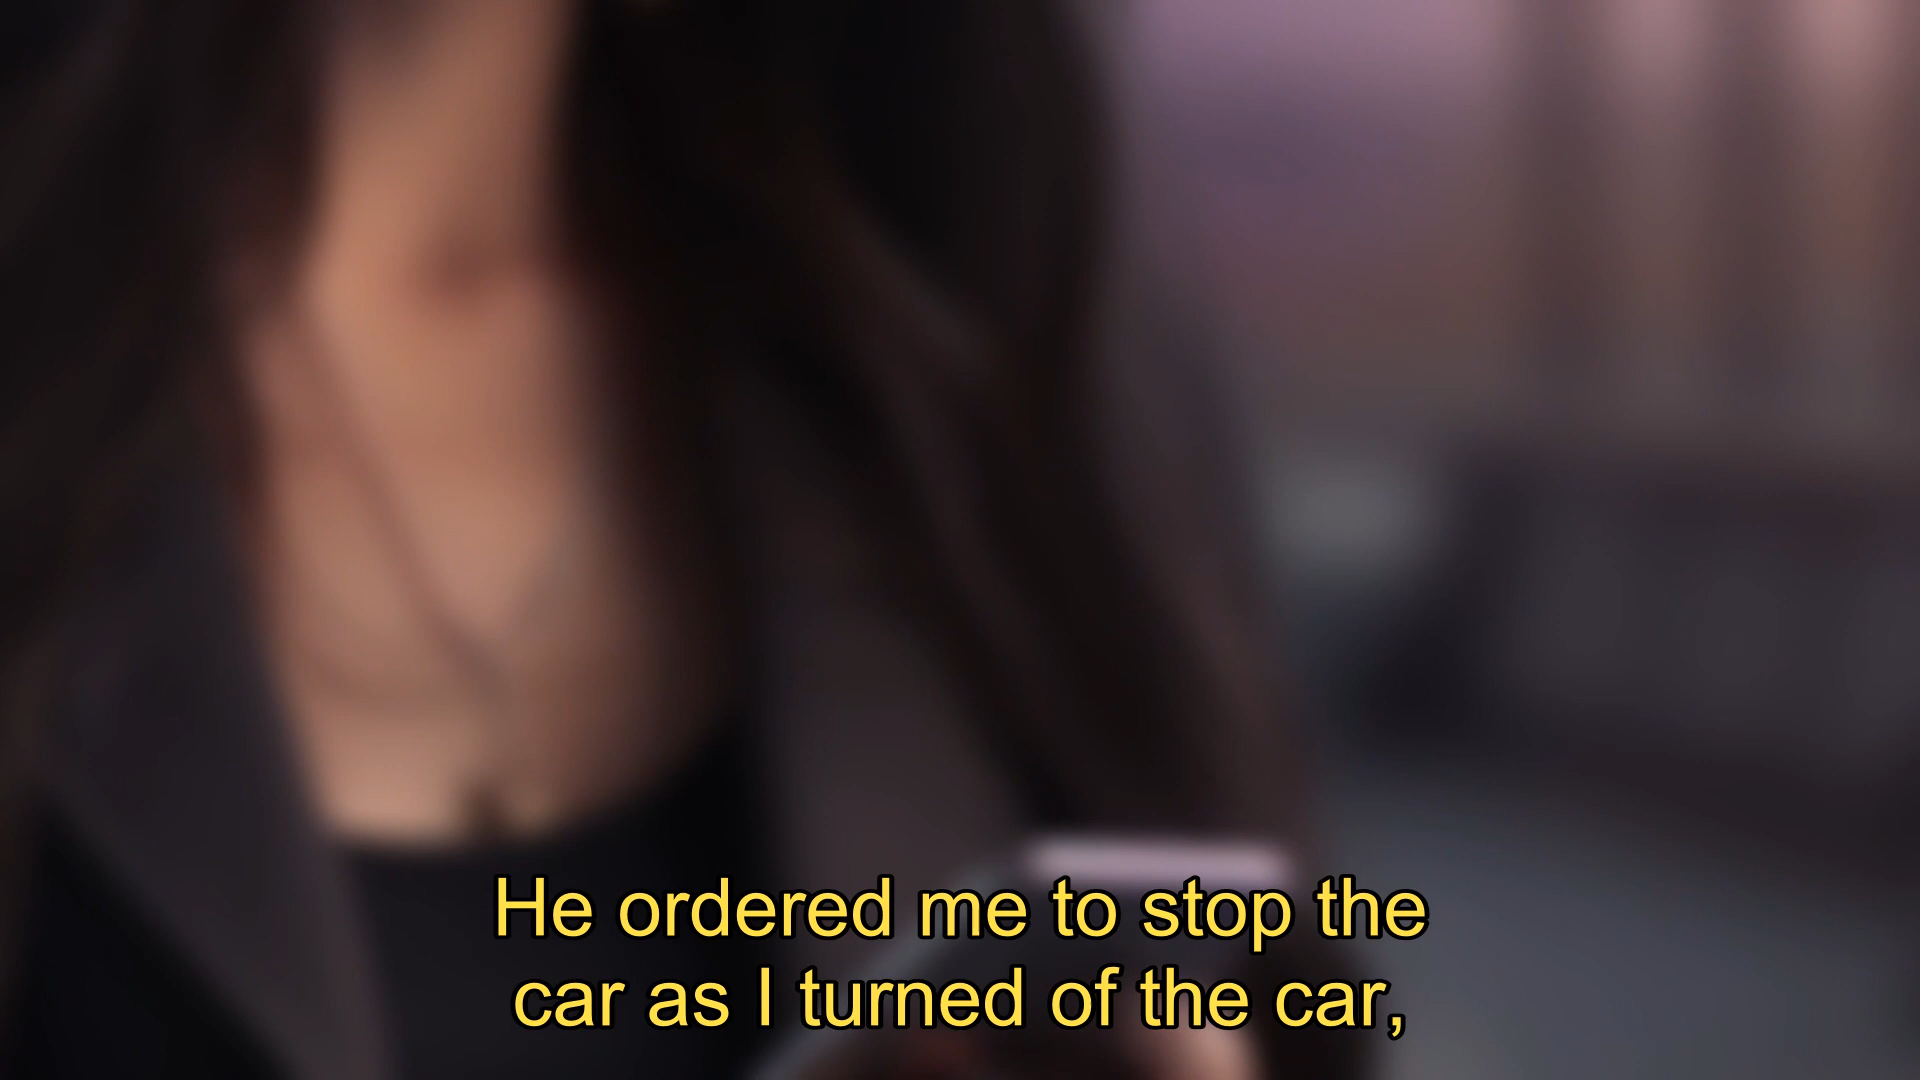 He ordered me to stop the
car as I turned of the car,